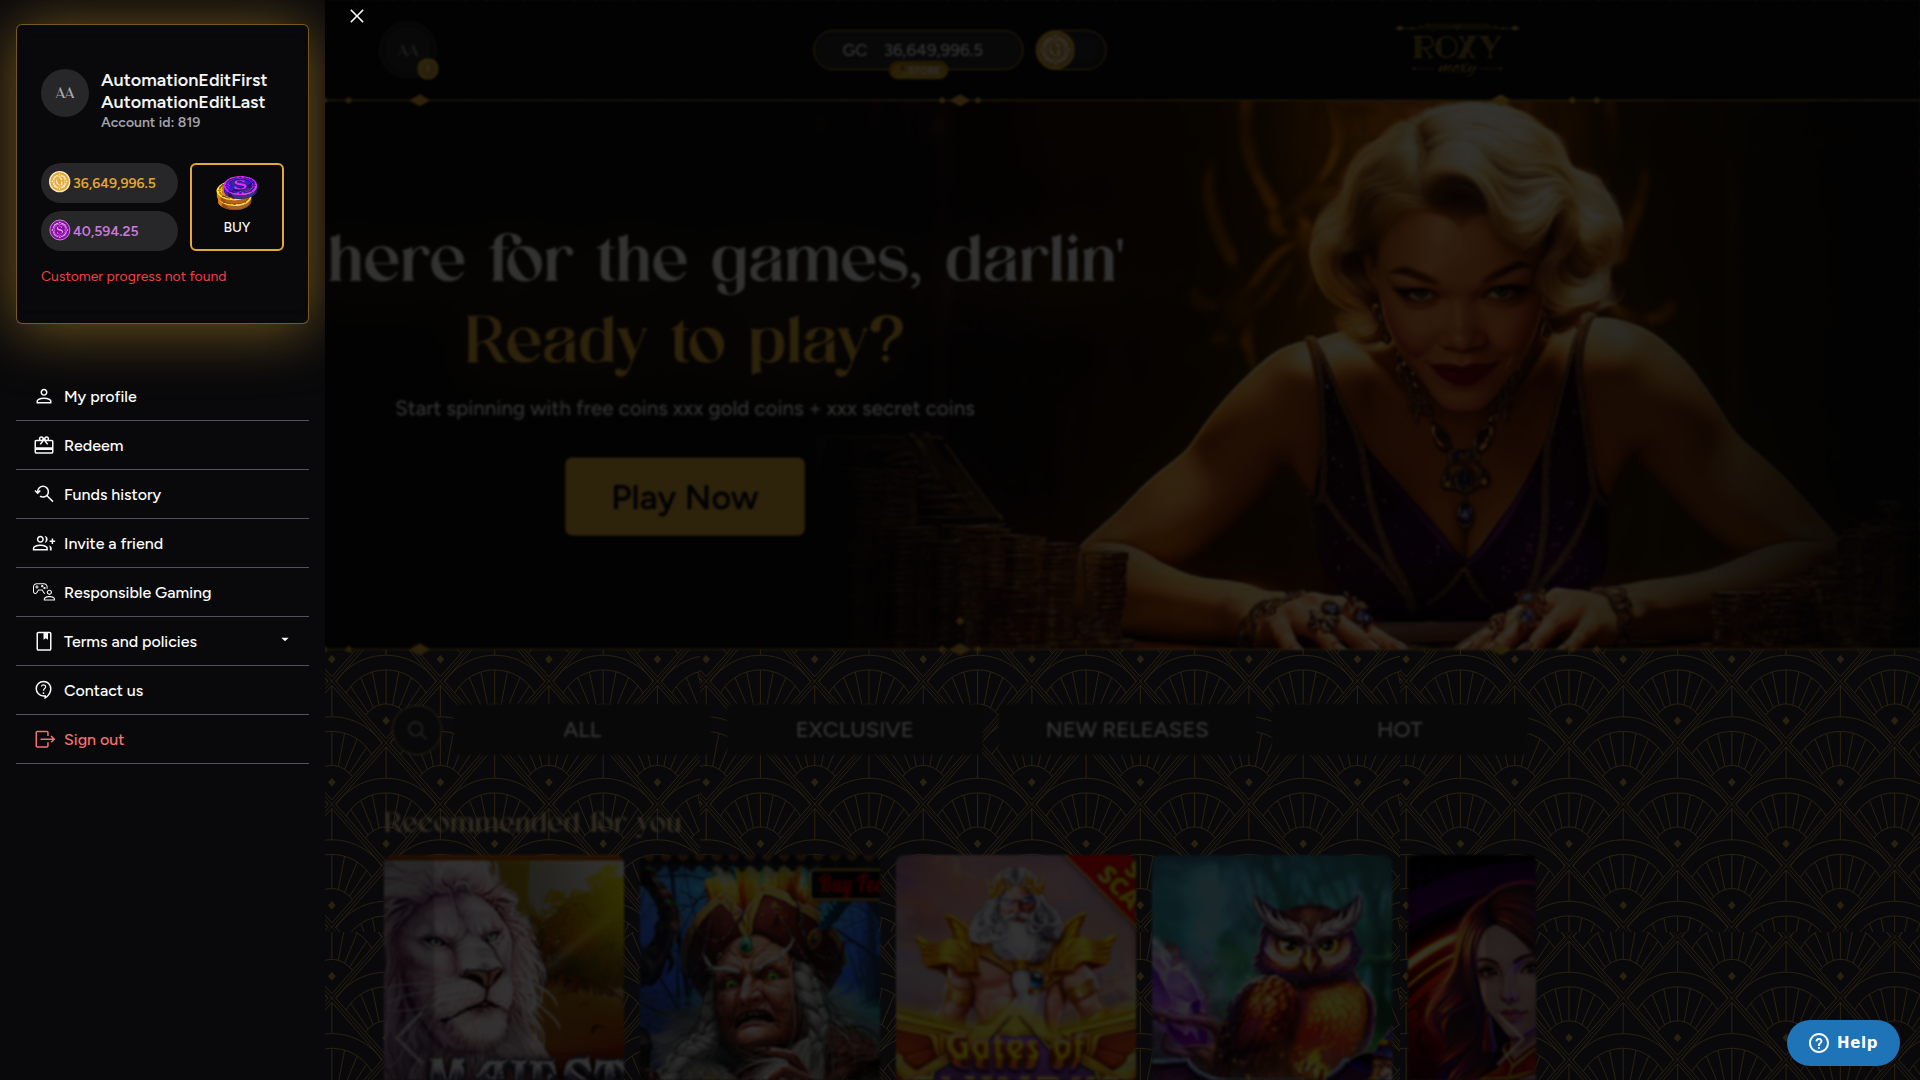 AA
AutomationEditFirst
AutomationEditLast
Account id: 819
36,649,996.5
40,594.25
BUY
Customer progress not found
My profile
Redeem
Funds history
Invite a friend
Responsible Gaming
Terms and policies
Contact us
Sign out
AA
GC 36,649,996.5
ROXY
moxy
here for the games, darlin'
Ready to play?
Start spinning with free coins xxx gold coins + xxx secret coins
Play Now
ALL
EXCLUSIVE
NEW RELEASES
HOT
Recommended for you
Gates of
Help